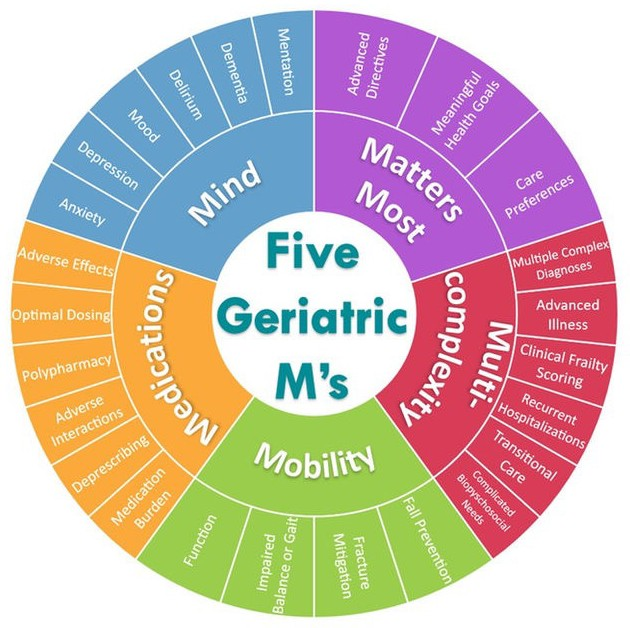 Five
Geriatric
M's
Matters
Most
Advanced
Directives
Meaningful
Health Goals
Care
Preferences
Multi-
complexity
Multiple Complex
Diagnoses
Advanced
Illness
Clinical Frailty
Scoring
Recurrent
Hospitalizations
Transitional
Care
Complicated
Biopyschosocial
Needs
Mobility
Fall Prevention
Fracture
Mitigation
Impaired
Balance or Gait
Function
Medications
Medication
Burden
Deprescribing
Adverse
Interactions
Polypharmacy
Optimal Dosing
Adverse Effects
Mind
Anxiety
Depression
Mood
Delirium
Dementia
Mentation